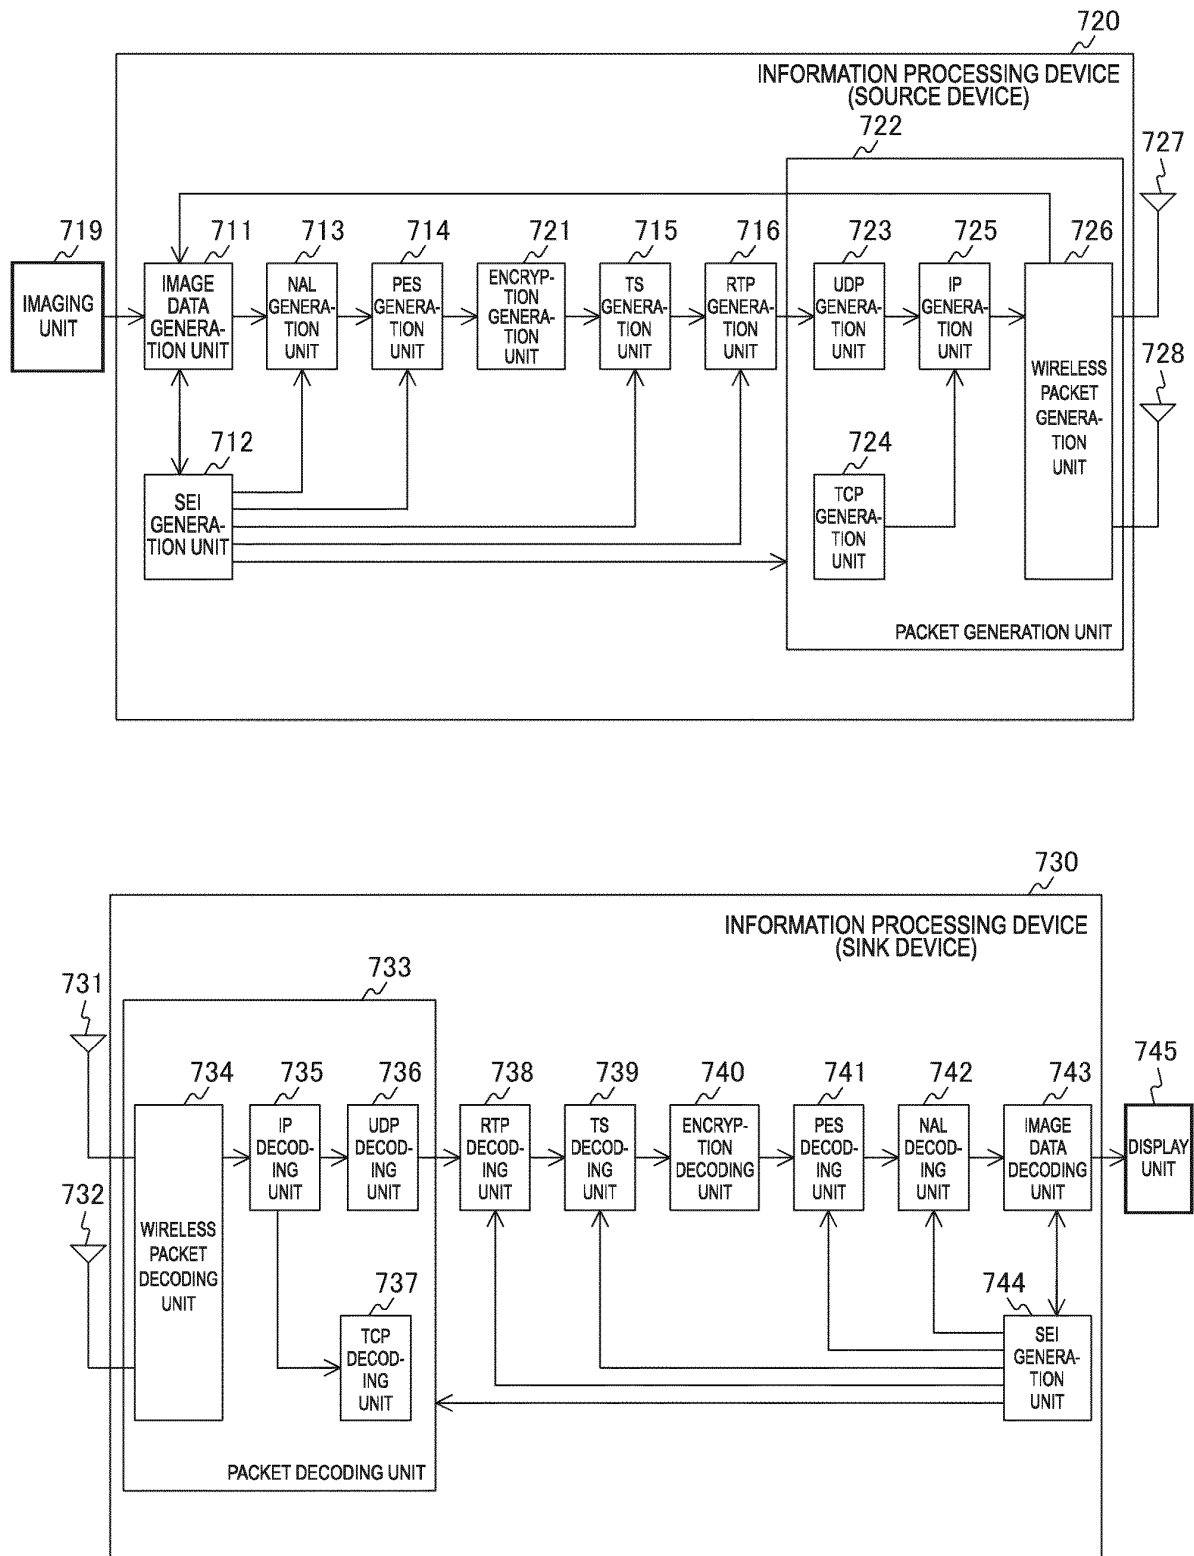 720
INFORMATION PROCESSING DEVICE
(SOURCE DEVICE)
722
727
719
711
713
714
721
715
716
723
725
726
IMAGING
UNIT
IMAGE
DATA
GENERA-
TION UNIT
NAL
GENERA-
TION
UNIT
PES
GENERA-
TION
UNIT
ENCRYP-
TION
GENERA-
TION
UNIT
TS
GENERA-
TION
UNIT
RTP
GENERA-
TION
UNIT
UDP
GENERA-
TION
UNIT
IP
GENERA-
TION
UNIT
WIRELESS
PACKET
GENERA-
TION
UNIT
728
712
SEI
GENERA-
TION UNIT
724
TCP
GENERA-
TION
UNIT
PACKET GENERATION UNIT
730
INFORMATION PROCESSING DEVICE
(SINK DEVICE)
733
731
734
735
736
738
739
740
741
742
743
745
IP
DECOD-
ING
UNIT
UDP
DECOD-
ING
UNIT
RTP
DECOD-
ING
UNIT
TS
DECOD-
ING
UNIT
ENCRYP-
TION
DECODING
UNIT
PES
DECOD-
ING
UNIT
NAL
DECOD-
ING
UNIT
IMAGE
DATA
DECODING
UNIT
DISPLAY
UNIT
732
WIRELESS
PACKET
DECODING
UNIT
737
TCP
DECOD-
ING
UNIT
744
SEI
GENERA-
TION
UNIT
PACKET DECODING UNIT